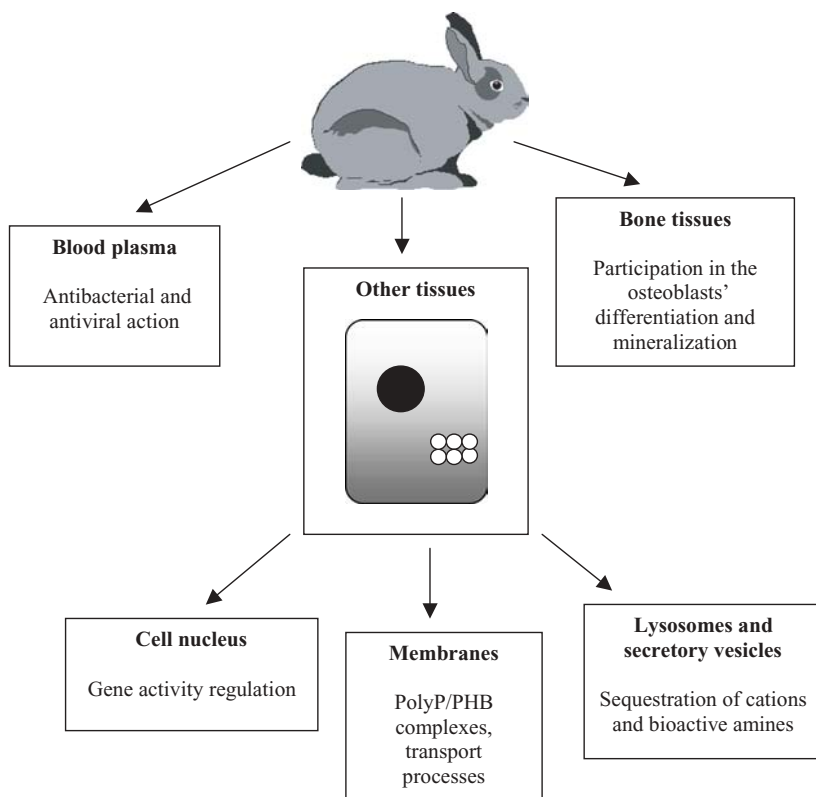 Blood plasma
Antibacterial and
antiviral action
Other tissues
Bone tissues
Participation in the
osteoblasts’
differentiation and
mineralization
Cell nucleus
Gene activity regulation
Membranes
PolyP/PHB
complexes,
transport
processes
Lysosomes and
secretory vesicles
Sequestration of cations
and bioactive amines